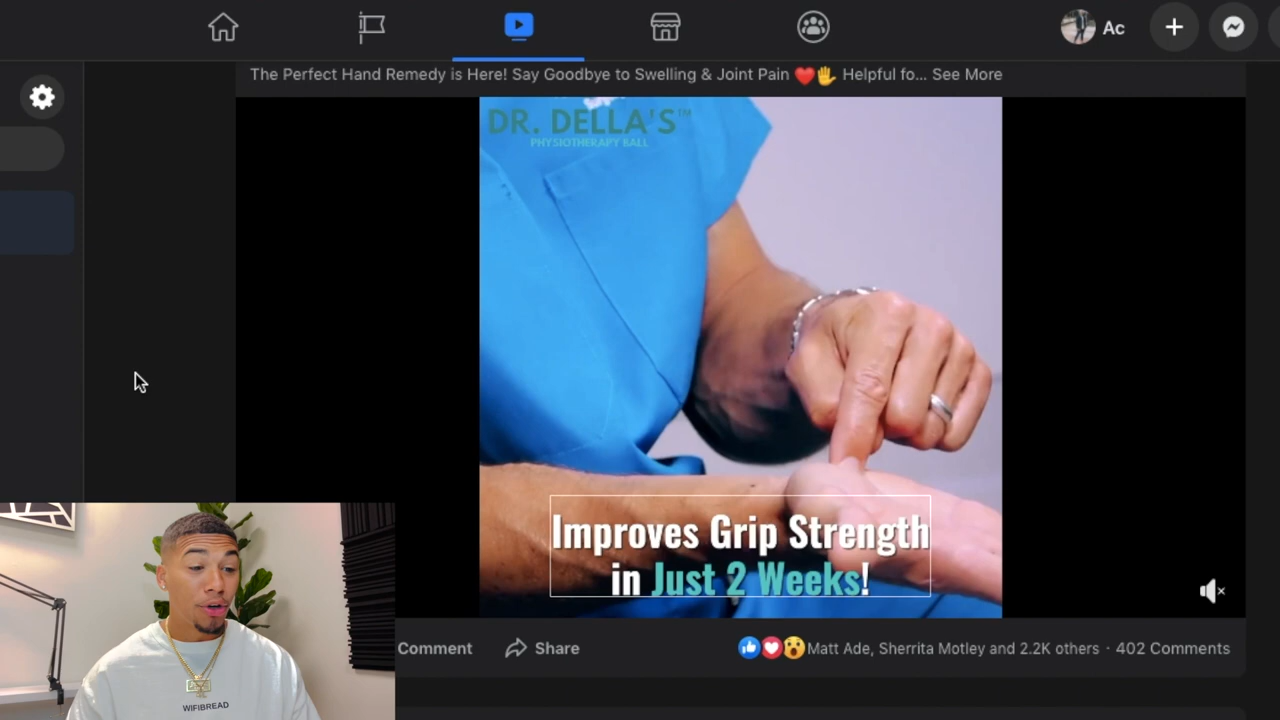 Ac
The Perfect Hand Remedy is Here! Say Goodbye to Swelling & Joint Pain ❤️✋ Helpful fo... See More
DR. DELLA'S™
PHYSIOTHERAPY BALL
Improves Grip Strength
in Just 2 Weeks!
Comment
Share
Matt Ade, Sherrita Motley and 2.2K others · 402 Comments
WIFIBREAD